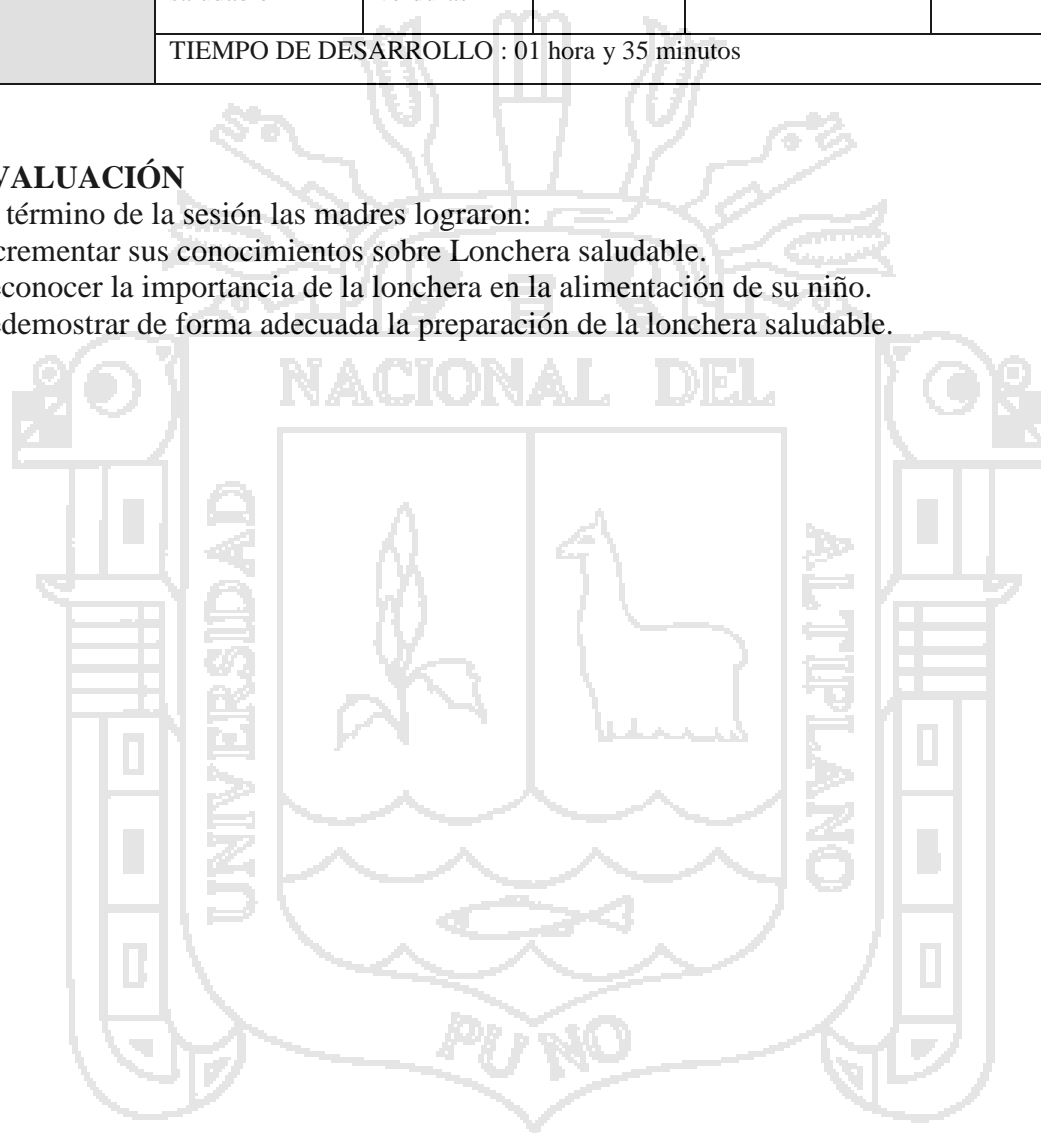 TIEMPO DE DESARROLLO : 01 hora y 35 minutos
VALUACIÓN
término de la sesión las madres lograron:
crementar sus conocimientos sobre Lonchera saludable.
conocer la importancia de la lonchera en la alimentación de su niño.
demostrar de forma adecuada la preparación de la lonchera saludable.
NACIONAL DEL
UNIVERSIDAD
ALTIPLANO
PUNO